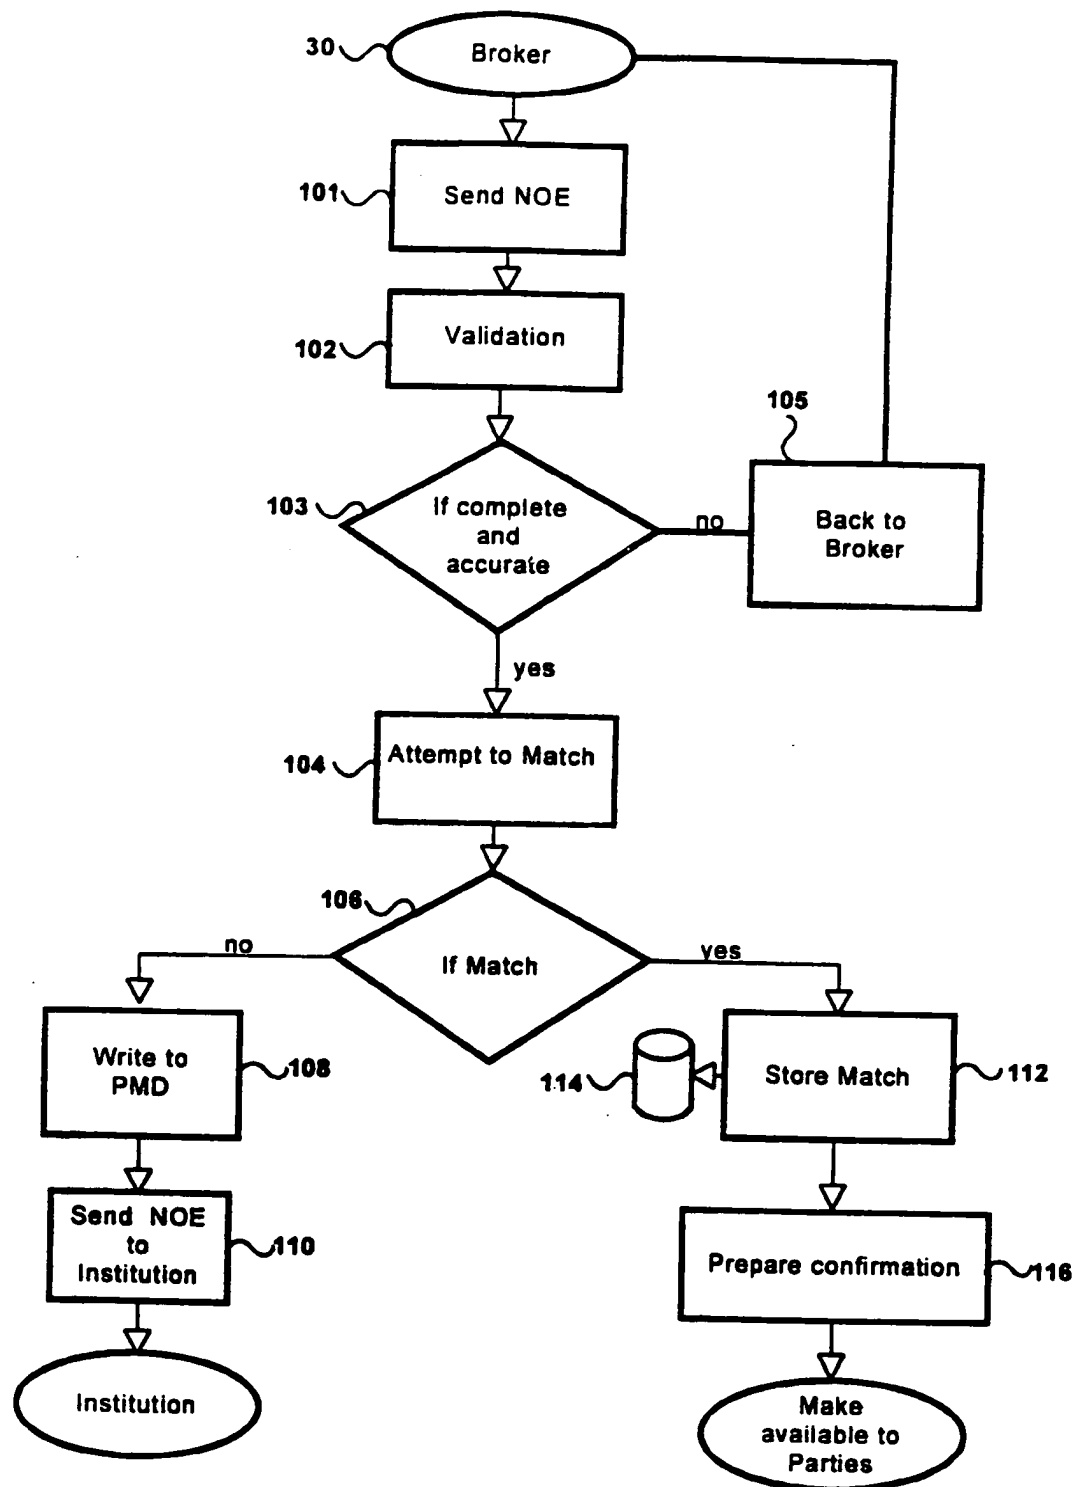 30
Broker
101
Send NOE
102
Validation
105
103
If complete
and
accurate
no
Back to
Broker
yes
104
Attempt to Match
106
no
If Match
yes
Write to
PMD
108
114
Store Match
112
Send NOE
to
Institution
110
Prepare confirmation
116
Institution
Make
available to
Parties